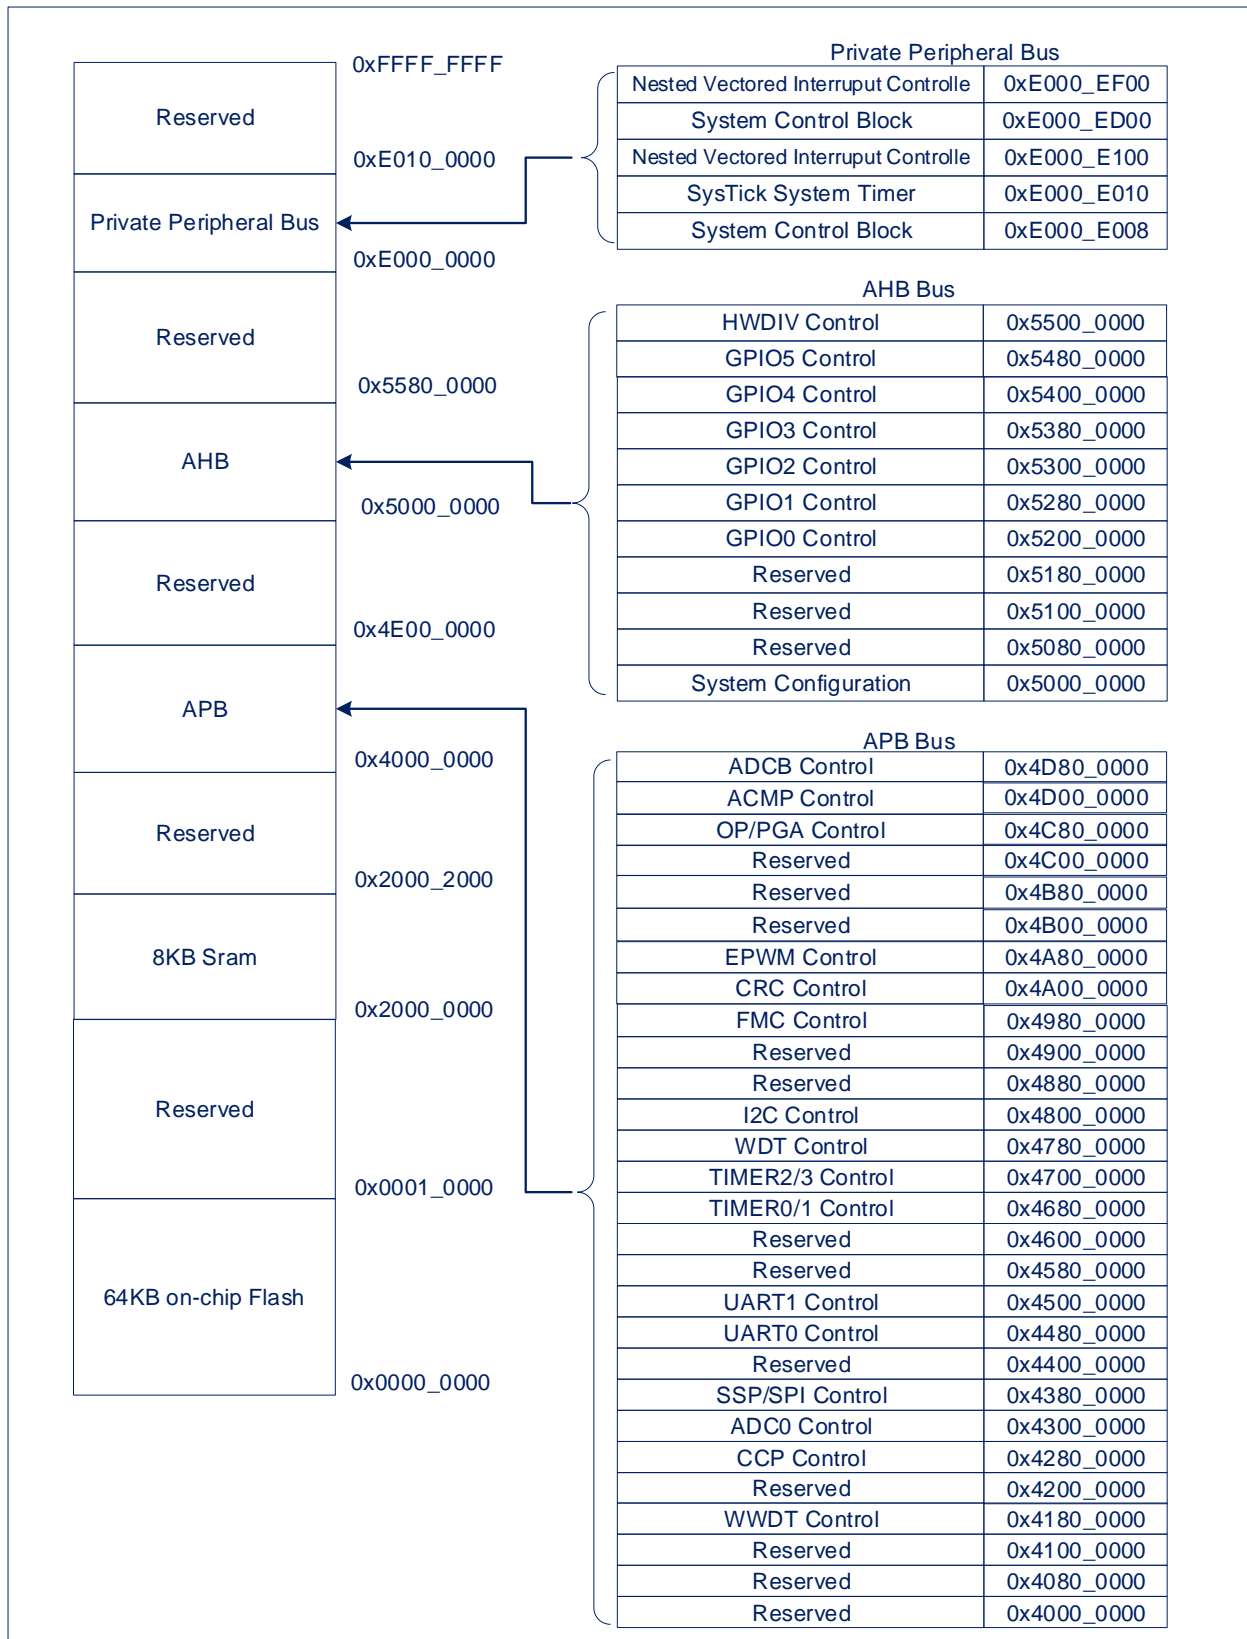 0xFFFF_FFFF
Reserved
0xE010_0000
Private Peripheral Bus
0xE000_0000
Reserved
0x5580_0000
AHB
0x5000_0000
Reserved
0x4E00_0000
APB
0x4000_0000
Reserved
0x2000_2000
8KB Sram
0x2000_0000
Reserved
0x0001_0000
64KB on-chip Flash
0x0000_0000
Private Peripheral Bus
Nested Vectored Interruput Controlle 0xE000_EF00
System Control Block 0xE000_ED00
Nested Vectored Interruput Controlle 0xE000_E100
SysTick System Timer 0xE000_E010
System Control Block 0xE000_E008
AHB Bus
HWDIV Control 0x5500_0000
GPIO5 Control 0x5480_0000
GPIO4 Control 0x5400_0000
GPIO3 Control 0x5380_0000
GPIO2 Control 0x5300_0000
GPIO1 Control 0x5280_0000
GPIO0 Control 0x5200_0000
Reserved 0x5180_0000
Reserved 0x5100_0000
Reserved 0x5080_0000
System Configuration 0x5000_0000
APB Bus
ADCB Control 0x4D80_0000
ACMP Control 0x4D00_0000
OP/PGA Control 0x4C80_0000
Reserved 0x4C00_0000
Reserved 0x4B80_0000
Reserved 0x4B00_0000
EPWM Control 0x4A80_0000
CRC Control 0x4A00_0000
FMC Control 0x4980_0000
Reserved 0x4900_0000
Reserved 0x4880_0000
I2C Control 0x4800_0000
WDT Control 0x4780_0000
TIMER2/3 Control 0x4700_0000
TIMER0/1 Control 0x4680_0000
Reserved 0x4600_0000
Reserved 0x4580_0000
UART1 Control 0x4500_0000
UART0 Control 0x4480_0000
Reserved 0x4400_0000
SSP/SPI Control 0x4380_0000
ADC0 Control 0x4300_0000
CCP Control 0x4280_0000
Reserved 0x4200_0000
WWDT Control 0x4180_0000
Reserved 0x4100_0000
Reserved 0x4080_0000
Reserved 0x4000_0000